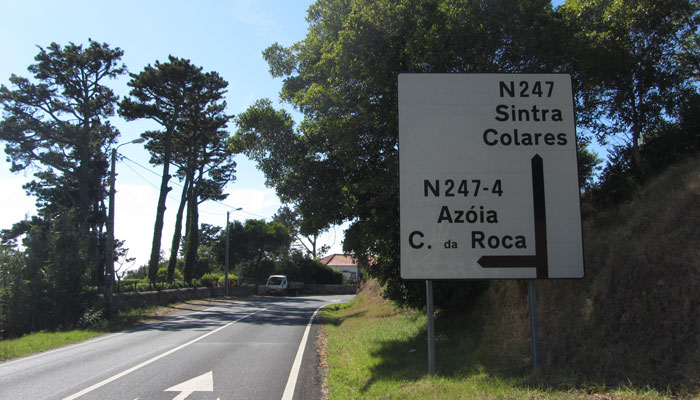 N247
Sintra
Colares
N247-4
Azóia
C. da Roca